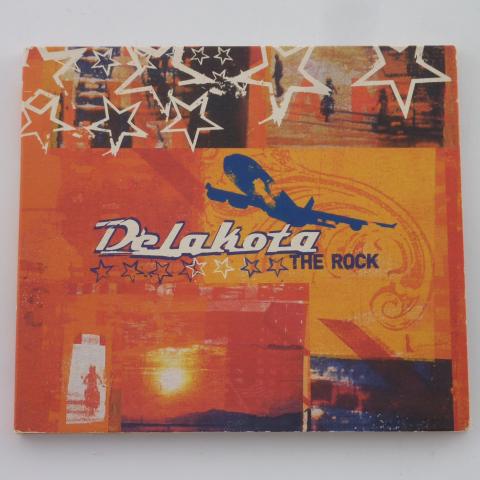 Delakota
THE ROCK